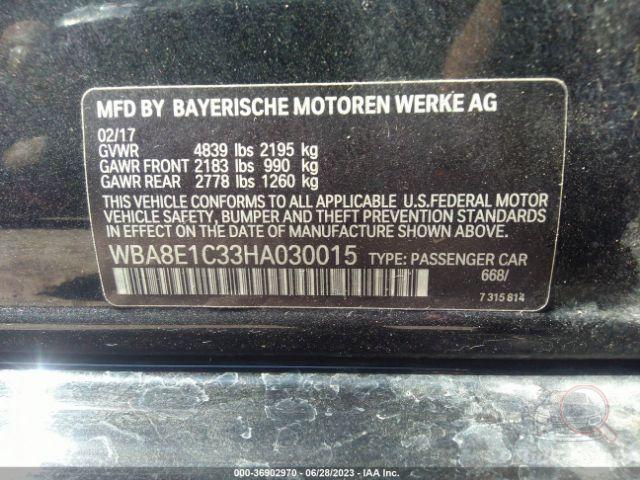 MFD BY BAYERISCHE MOTOREN WERKE AG
02/17
GVWR 4839 lbs 2195 kg
GAWR FRONT 2183 lbs 990 kg
GAWR REAR 2778 lbs 1260 kg
THIS VEHICLE CONFORMS TO ALL APPLICABLE U.S.FEDERAL MOTOR
VEHICLE SAFETY, BUMPER AND THEFT PREVENTION STANDARDS
IN EFFECT ON THE DATE OF MANUFACTURE SHOWN ABOVE.
WBA8E1C33HA030015 TYPE: PASSENGER CAR
668/
7 315 814
000-36902970 - 06/28/2023 - IAA Inc.